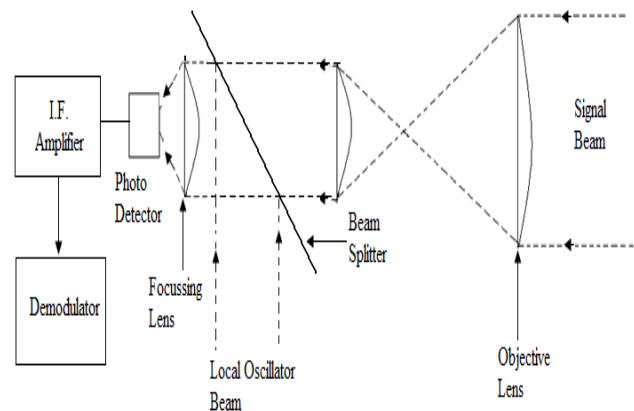 I.F.
Amplifier
Photo
Detector
Demodulator
Focussing
Lens
Local Oscillator
Beam
Beam
Splitter
Signal
Beam
Objective
Lens